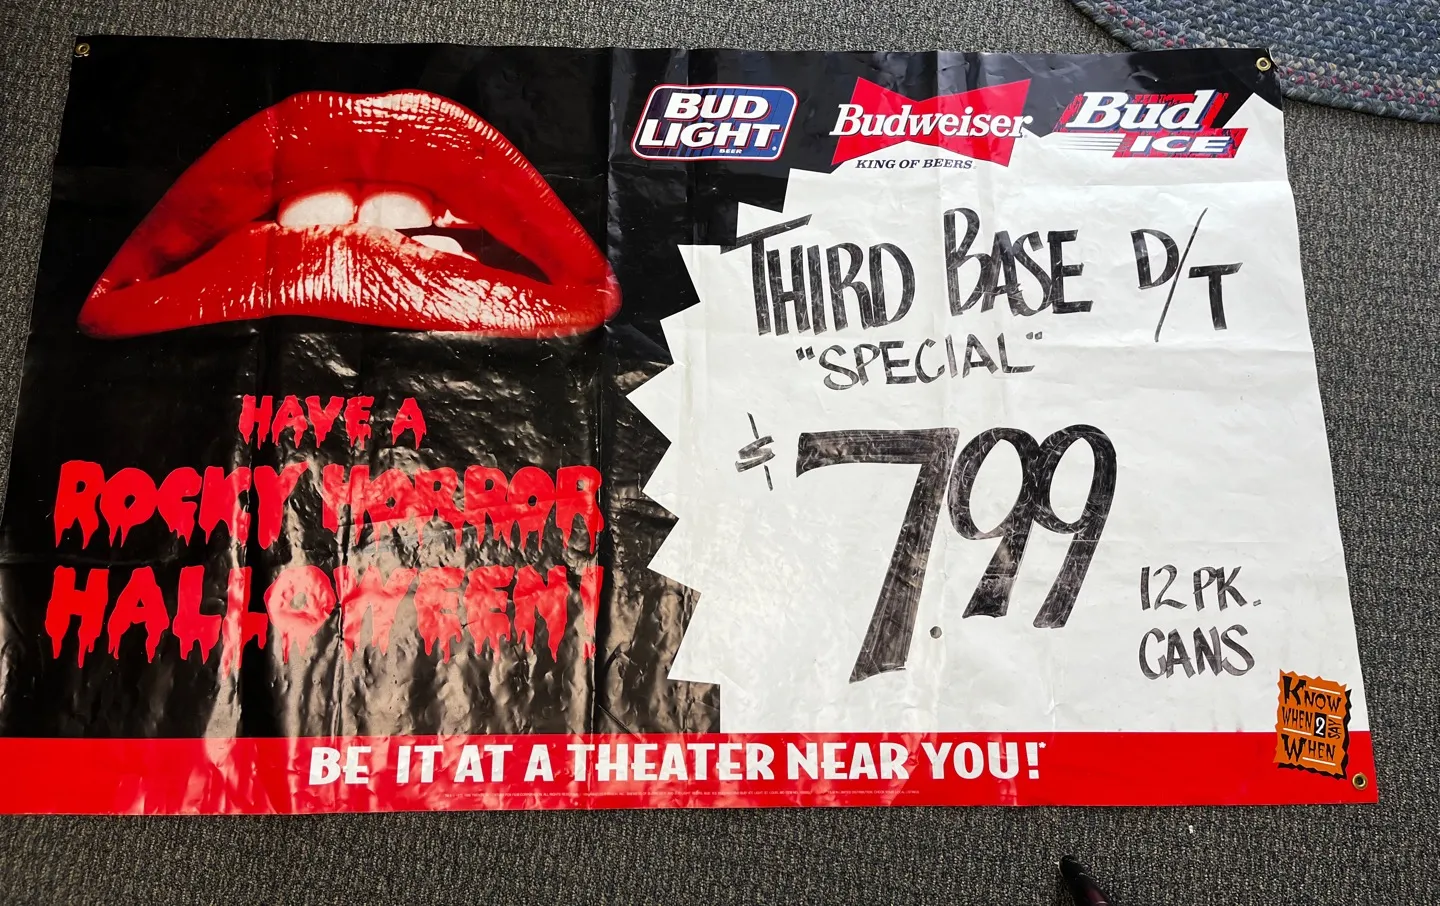 BUD LIGHT
BEER
Budweiser
KING OF BEERS.
Bud ICE
THIRD BASE D/T
"SPECIAL"
$7.99
12 PK.
CANS
HAVE A
ROCKY HORROR
HALLOWEEN!
KNOW
WHEN 2 SAY
WHEN
BE IT AT A THEATER NEAR YOU!*